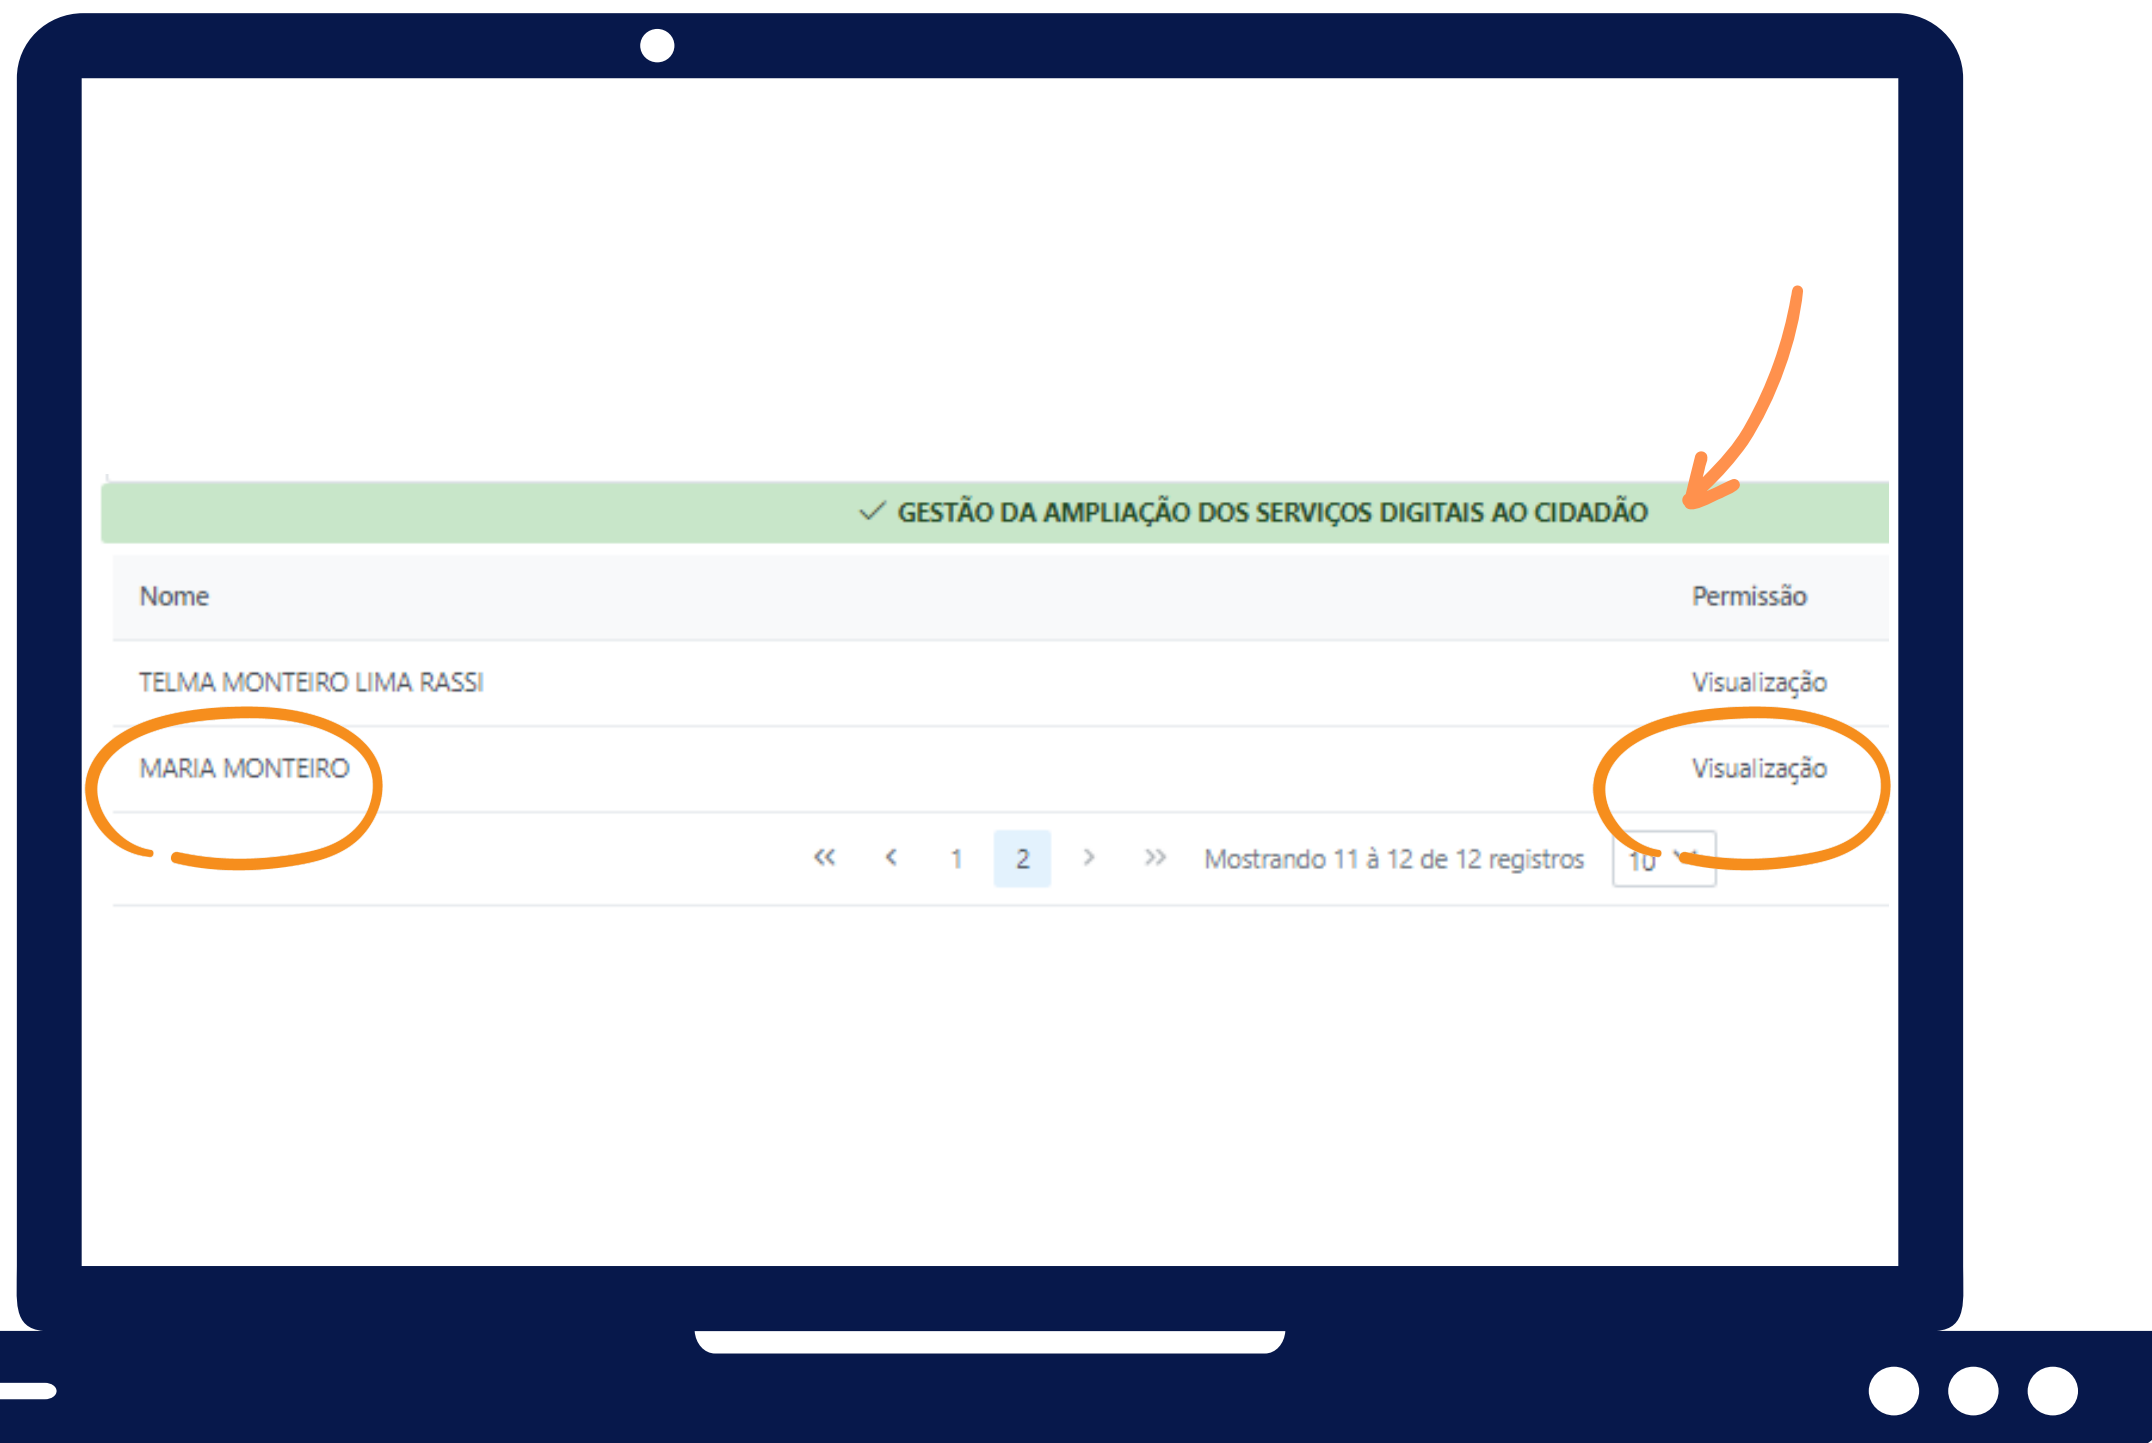 GESTÃO DA AMPLIAÇÃO DOS SERVIÇOS DIGITAIS AO CIDADÃO
Nome Permissão
TELMA MONTEIRO LIMA RASSI Visualização
MARIA MONTEIRO Visualização
« ‹ 1 2 › » Mostrando 11 à 12 de 12 registros 10